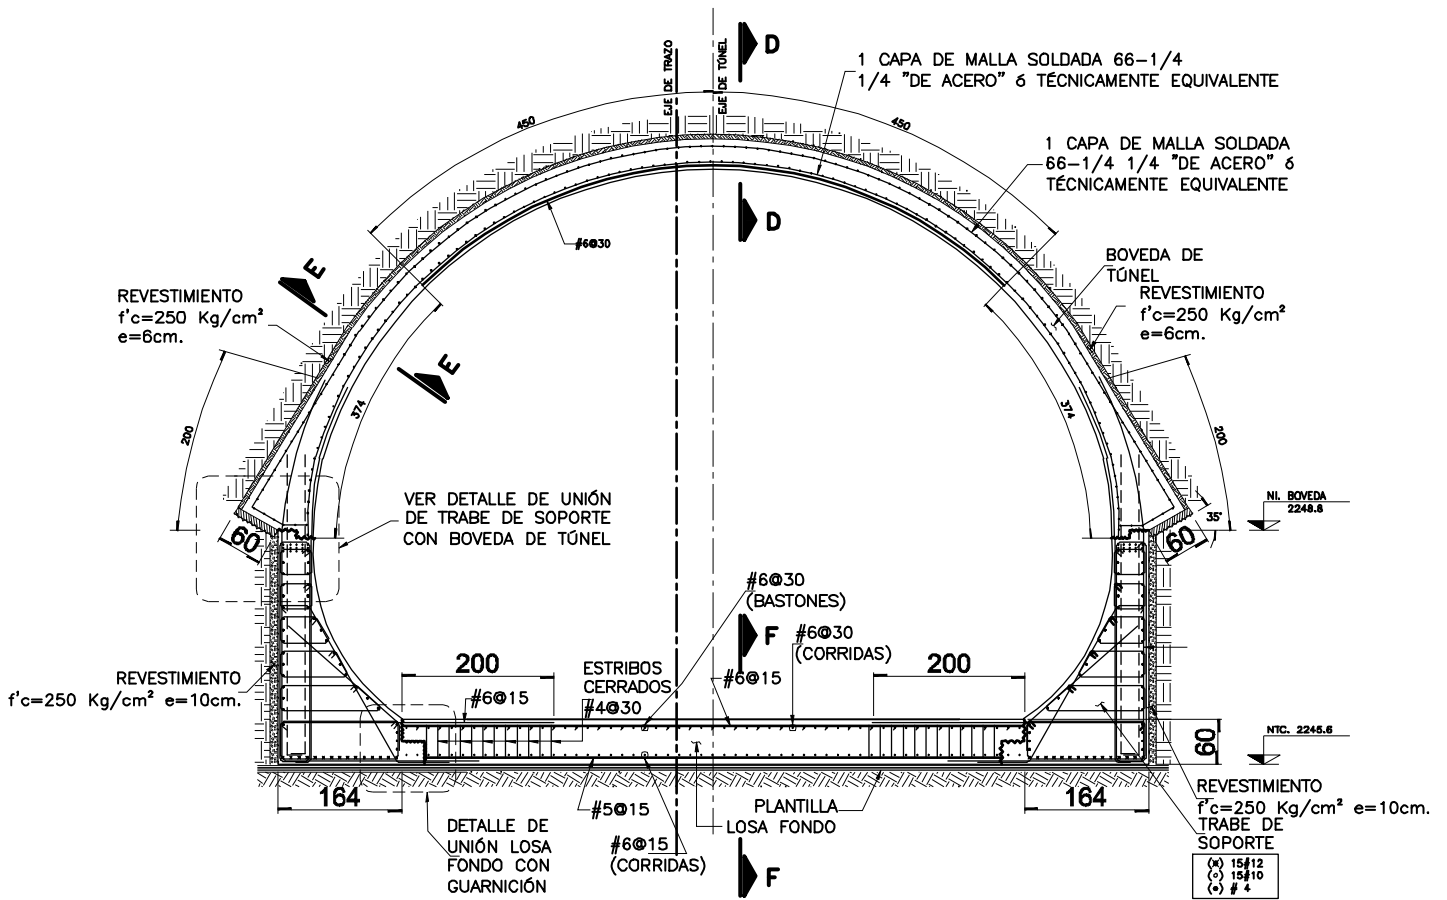 D
EJE DE TRAZO
EJE DE TÚNEL
1 CAPA DE MALLA SOLDADA 66-1/4
1/4 "DE ACERO" ó TÉCNICAMENTE EQUIVALENTE
450
450
1 CAPA DE MALLA SOLDADA
66-1/4 1/4 "DE ACERO" ó
TÉCNICAMENTE EQUIVALENTE
D
#6@30
BOVEDA DE
TÚNEL
E
REVESTIMIENTO
f'c=250 Kg/cm²
e=6cm.
REVESTIMIENTO
f'c=250 Kg/cm²
e=6cm.
E
374
374
200
200
VER DETALLE DE UNIÓN
DE TRABE DE SOPORTE
CON BOVEDA DE TÚNEL
NI. BOVEDA
2248.8
35°
60
60
#6@30
(BASTONES)
F
#6@30
(CORRIDAS)
200
ESTRIBOS
CERRADOS
#4@30
#6@15
200
#6@15
REVESTIMIENTO
f'c=250 Kg/cm² e=10cm.
NTC. 2245.6
60
164
164
#5@15
PLANTILLA
LOSA FONDO
REVESTIMIENTO
f'c=250 Kg/cm² e=10cm.
TRABE DE
SOPORTE
DETALLE DE
UNIÓN LOSA
FONDO CON
GUARNICIÓN
#6@15
(CORRIDAS)
F
15#12
15#10
# 4